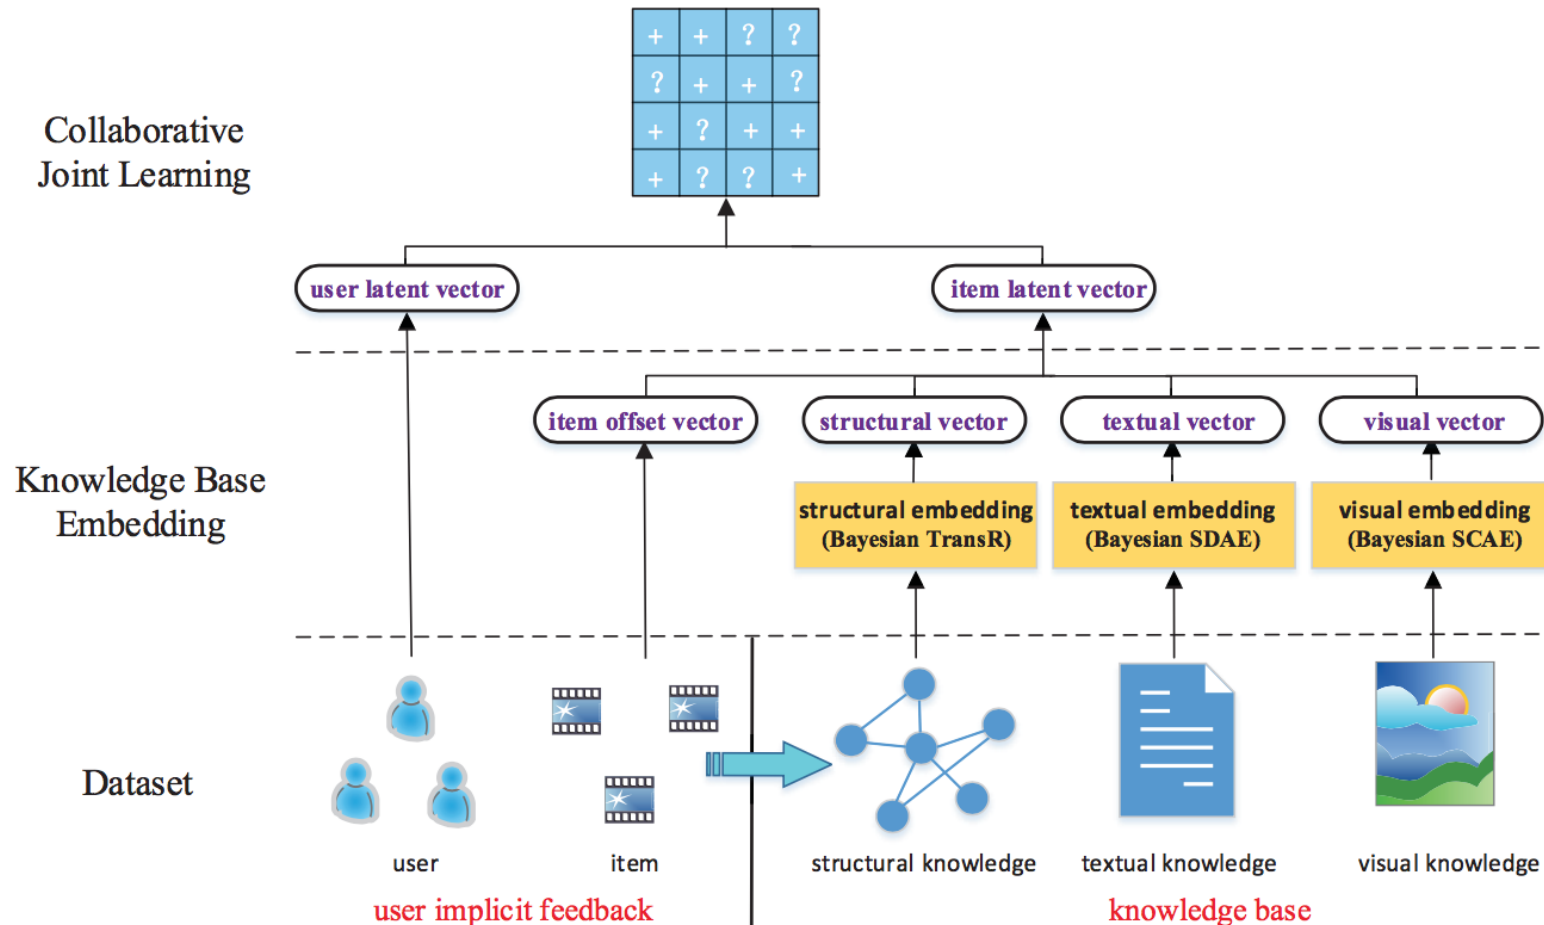 + + ? ?
? + + ?
+ ? + +
+ ? ? +
Collaborative
Joint Learning
user latent vector
item latent vector
item offset vector
structural vector
textual vector
visual vector
Knowledge Base
Embedding
structural embedding
(Bayesian TransR)
textual embedding
(Bayesian SDAE)
visual embedding
(Bayesian SCAE)
Dataset
user
item
structural knowledge
textual knowledge
visual knowledge
user implicit feedback
knowledge base